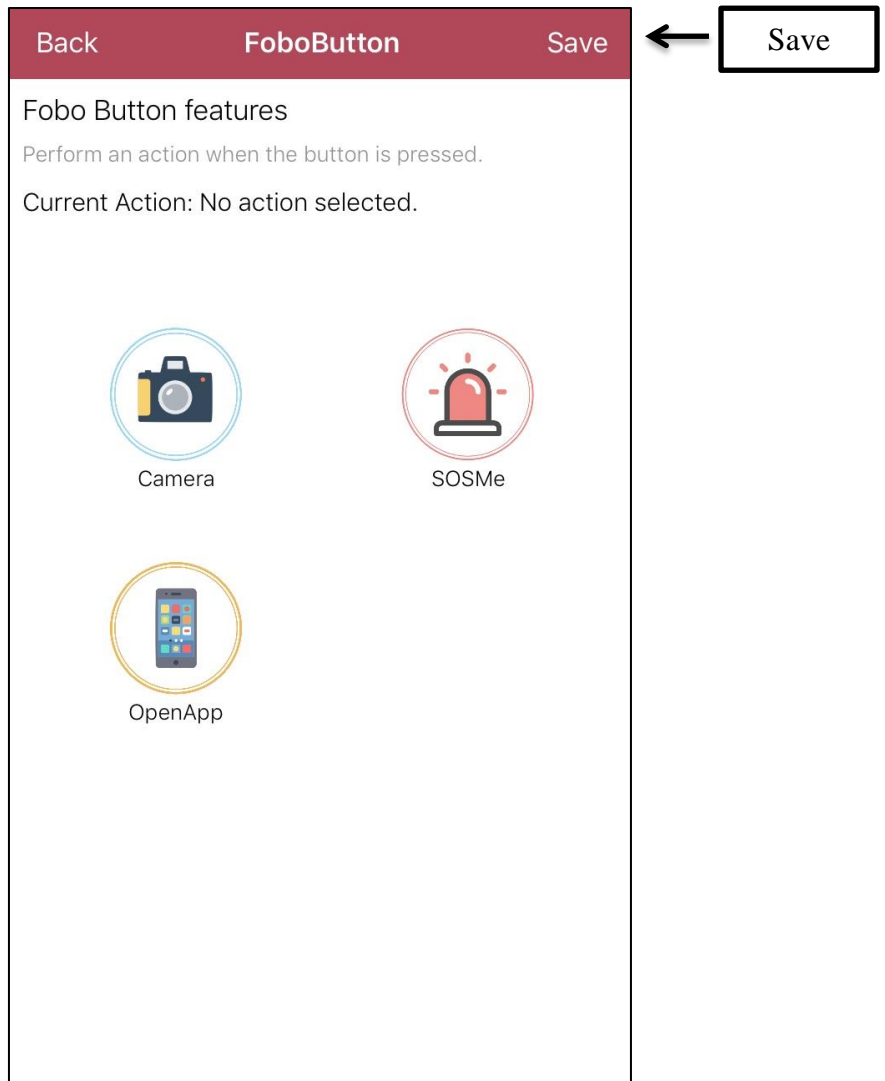 Back FoboButton Save
Save
Fobo Button features
Perform an action when the button is pressed.
Current Action: No action selected.
Camera SOSMe
OpenApp